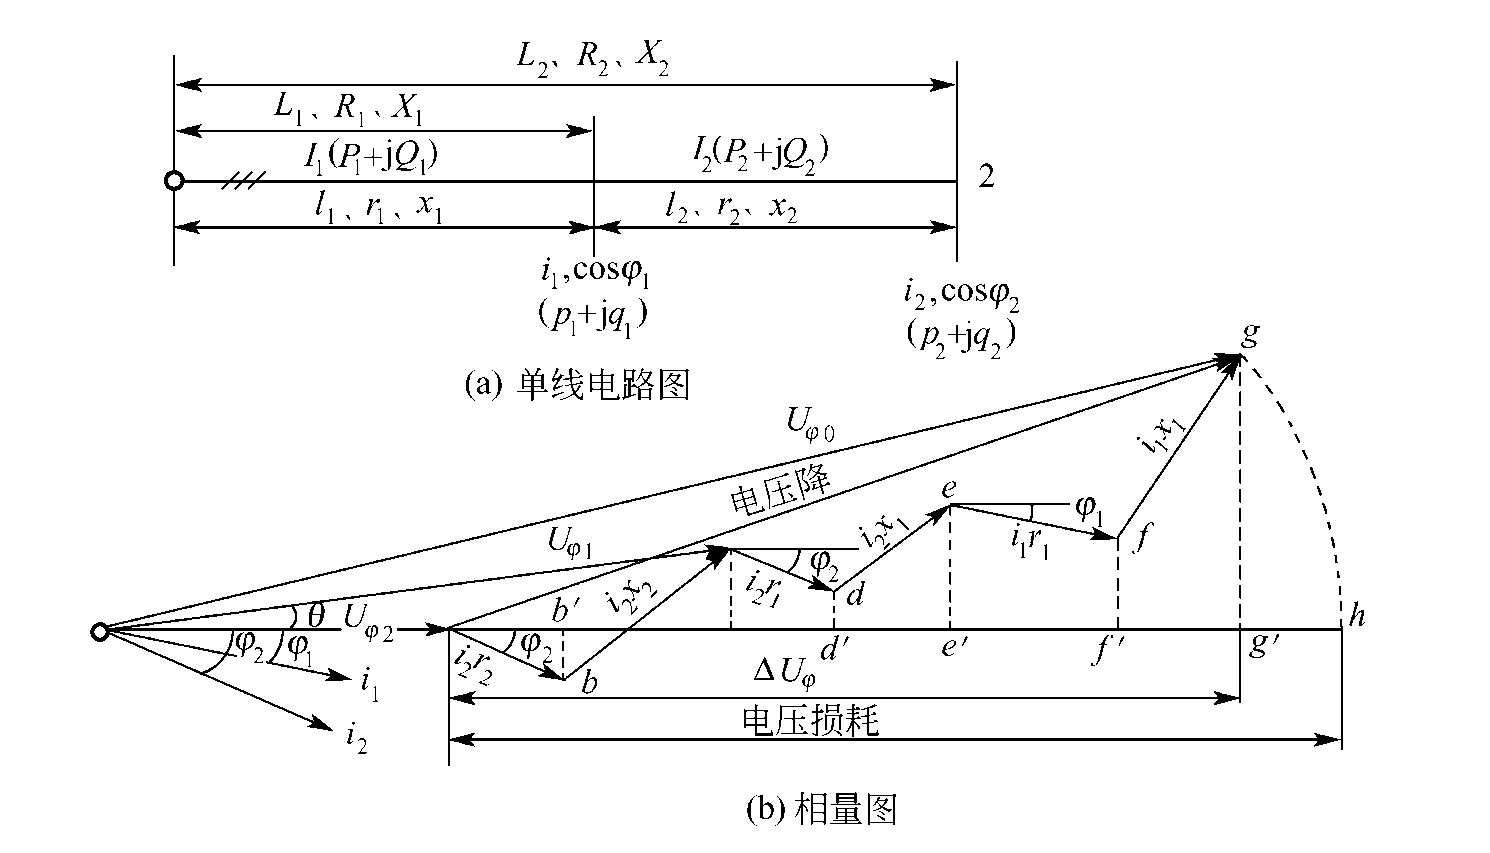 L₂、R₂、X₂
L₁、R₁、X₁
I₁(P₁+jQ₁)
I₂(P₂+jQ₂)
2
l₁、r₁、x₁
l₂、r₂、x₂
i₁,cosφ₁
(p₁+jq₁)
i₂,cosφ₂
(p₂+jq₂)
(a) 单线电路图
g
Uφ0
i₁x₁
电压降
e
φ₁
i₂x₁
i₁r₁
f
Uφ1
φ₂
i₂r₁
d
i₂x₂
b′
θ
Uφ2
h
φ₂
φ₁
φ₂
i₂r₂
b
d′
e′
f′
g′
i₁
i₂
ΔUφ
电压损耗
(b) 相量图